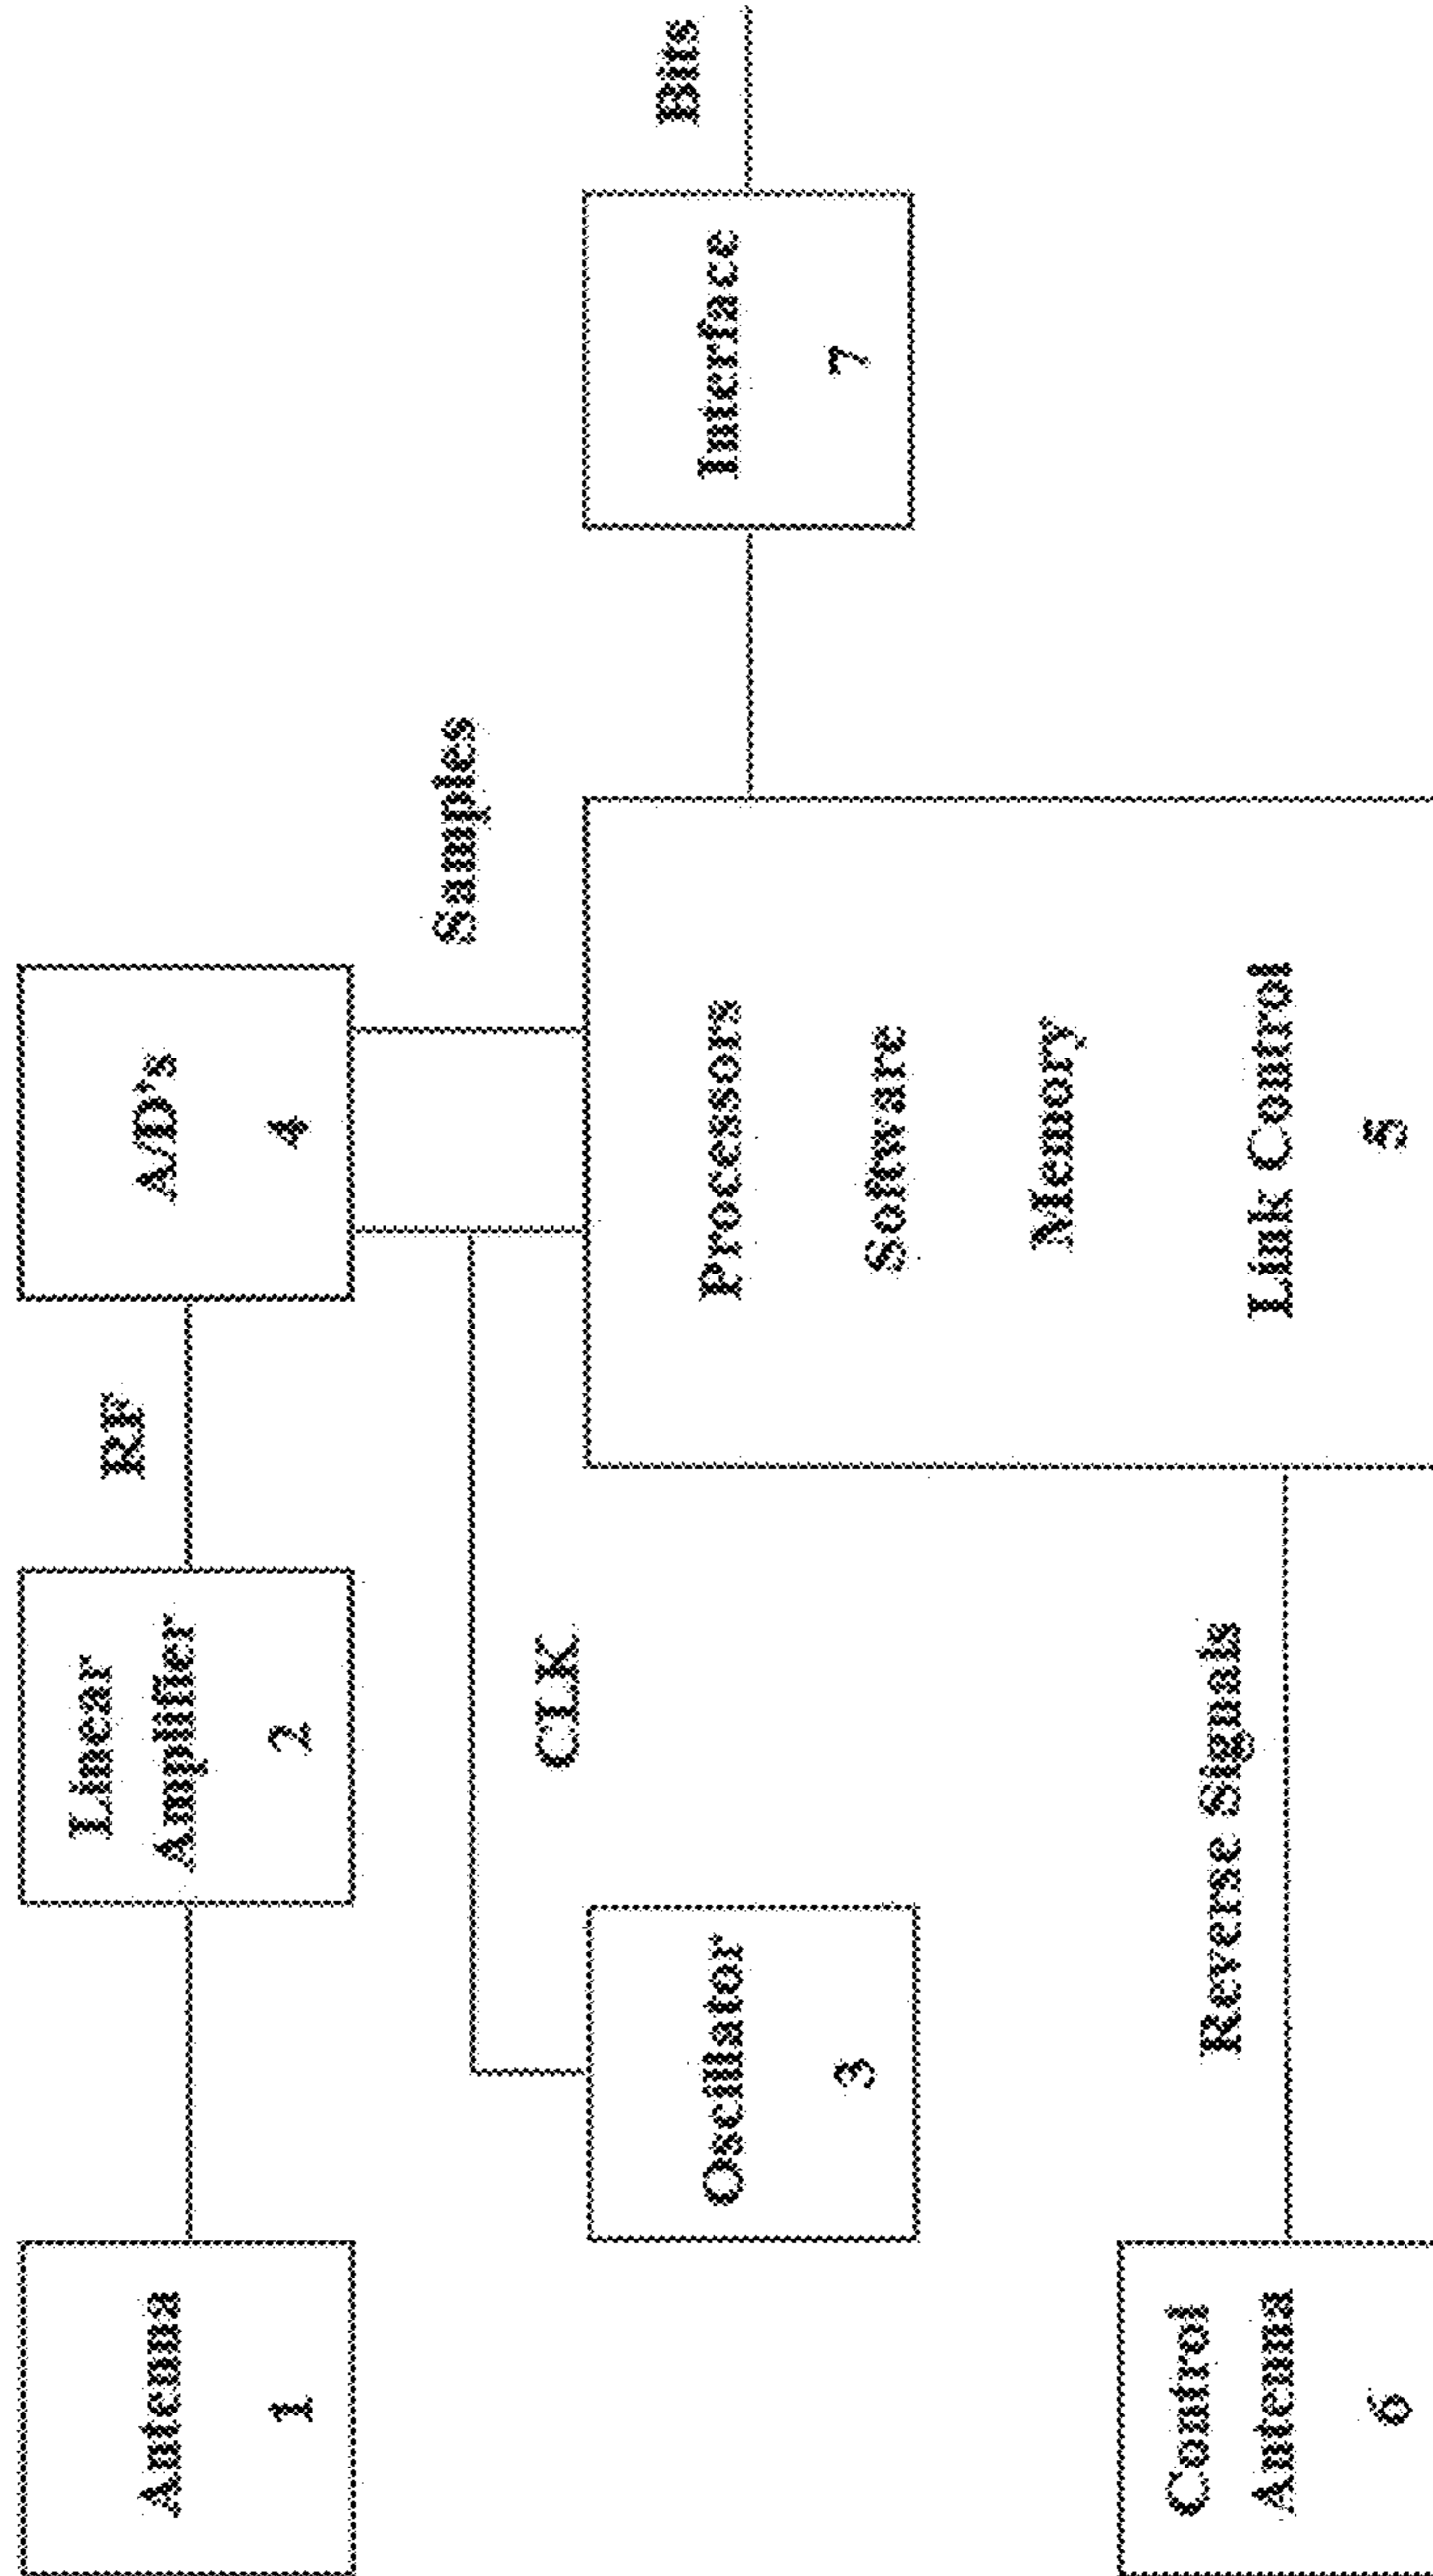 Antenna
1
Linear
Amplifier
2
RF
A/D's
4
Samples
CLK
Oscillator
3
Processors
Software
Memory
Link Control
5
Interface
7
Bits
Reverse Signals
Control
Antenna
6